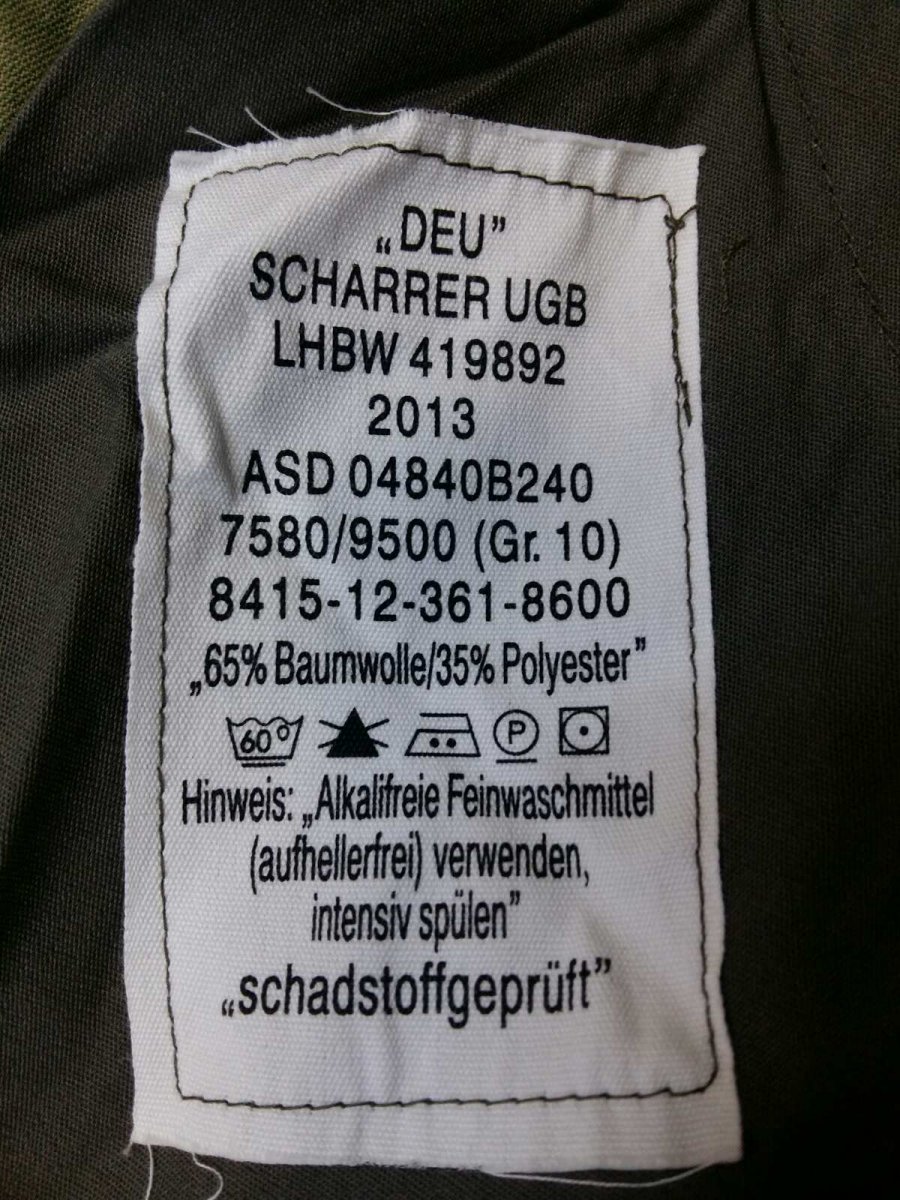 „DEU”
SCHARRER UGB
LHBW 419892
2013
ASD 04840B240
7580/9500 (Gr. 10)
8415-12-361-8600
„65% Baumwolle/35% Polyester”
60° P
Hinweis: „Alkalifreie Feinwaschmittel
(aufhellerfrei) verwenden,
intensiv spülen”
„schadstoffgeprüft”